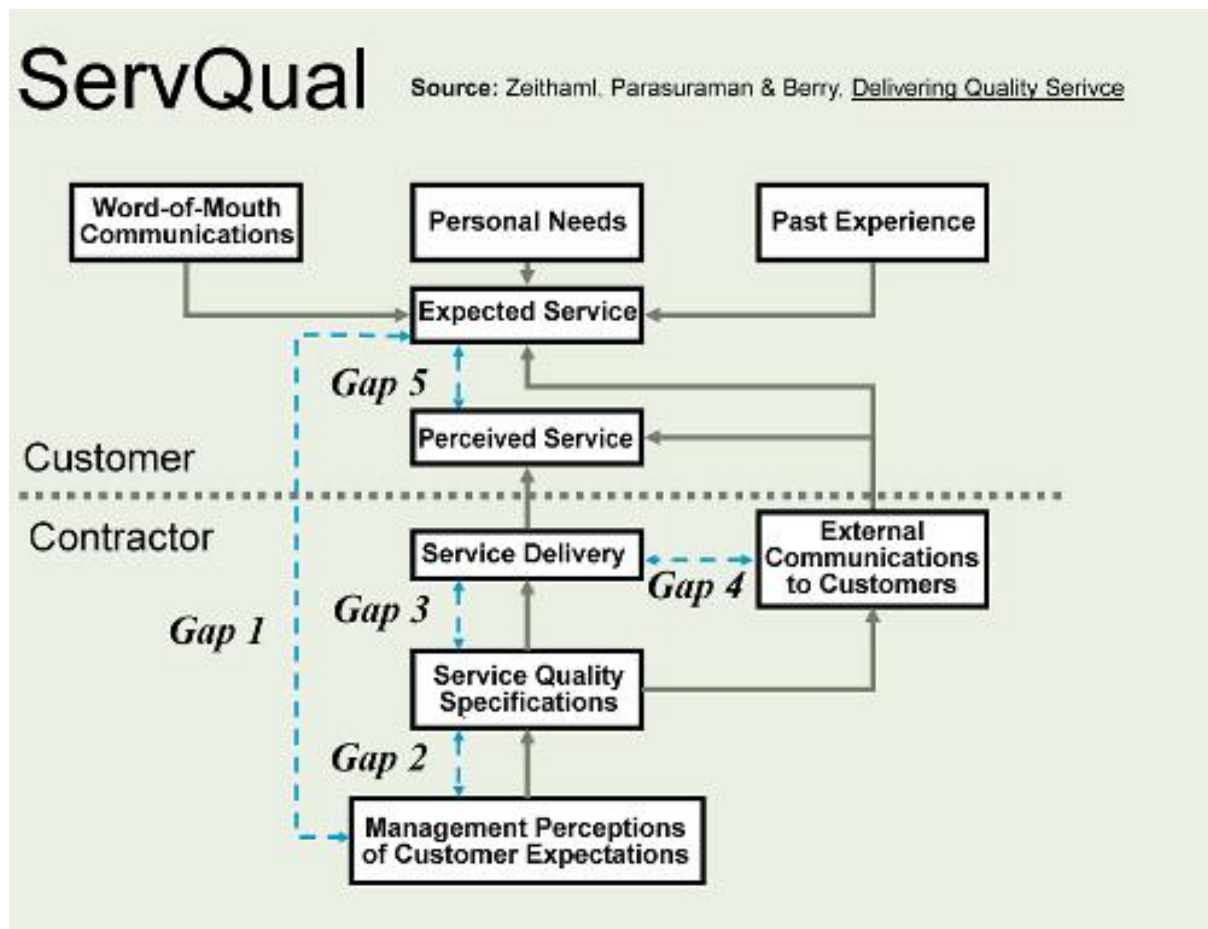 ServQual
Source: Zeithaml, Parasuraman & Berry, Delivering Quality Serivce
Word-of-Mouth
Communications
Personal Needs
Past Experience
Expected Service
Gap 5
Perceived Service
Customer
Contractor
Service Delivery
External
Communications
to Customers
Gap 4
Gap 3
Gap 1
Service Quality
Specifications
Gap 2
Management Perceptions
of Customer Expectations